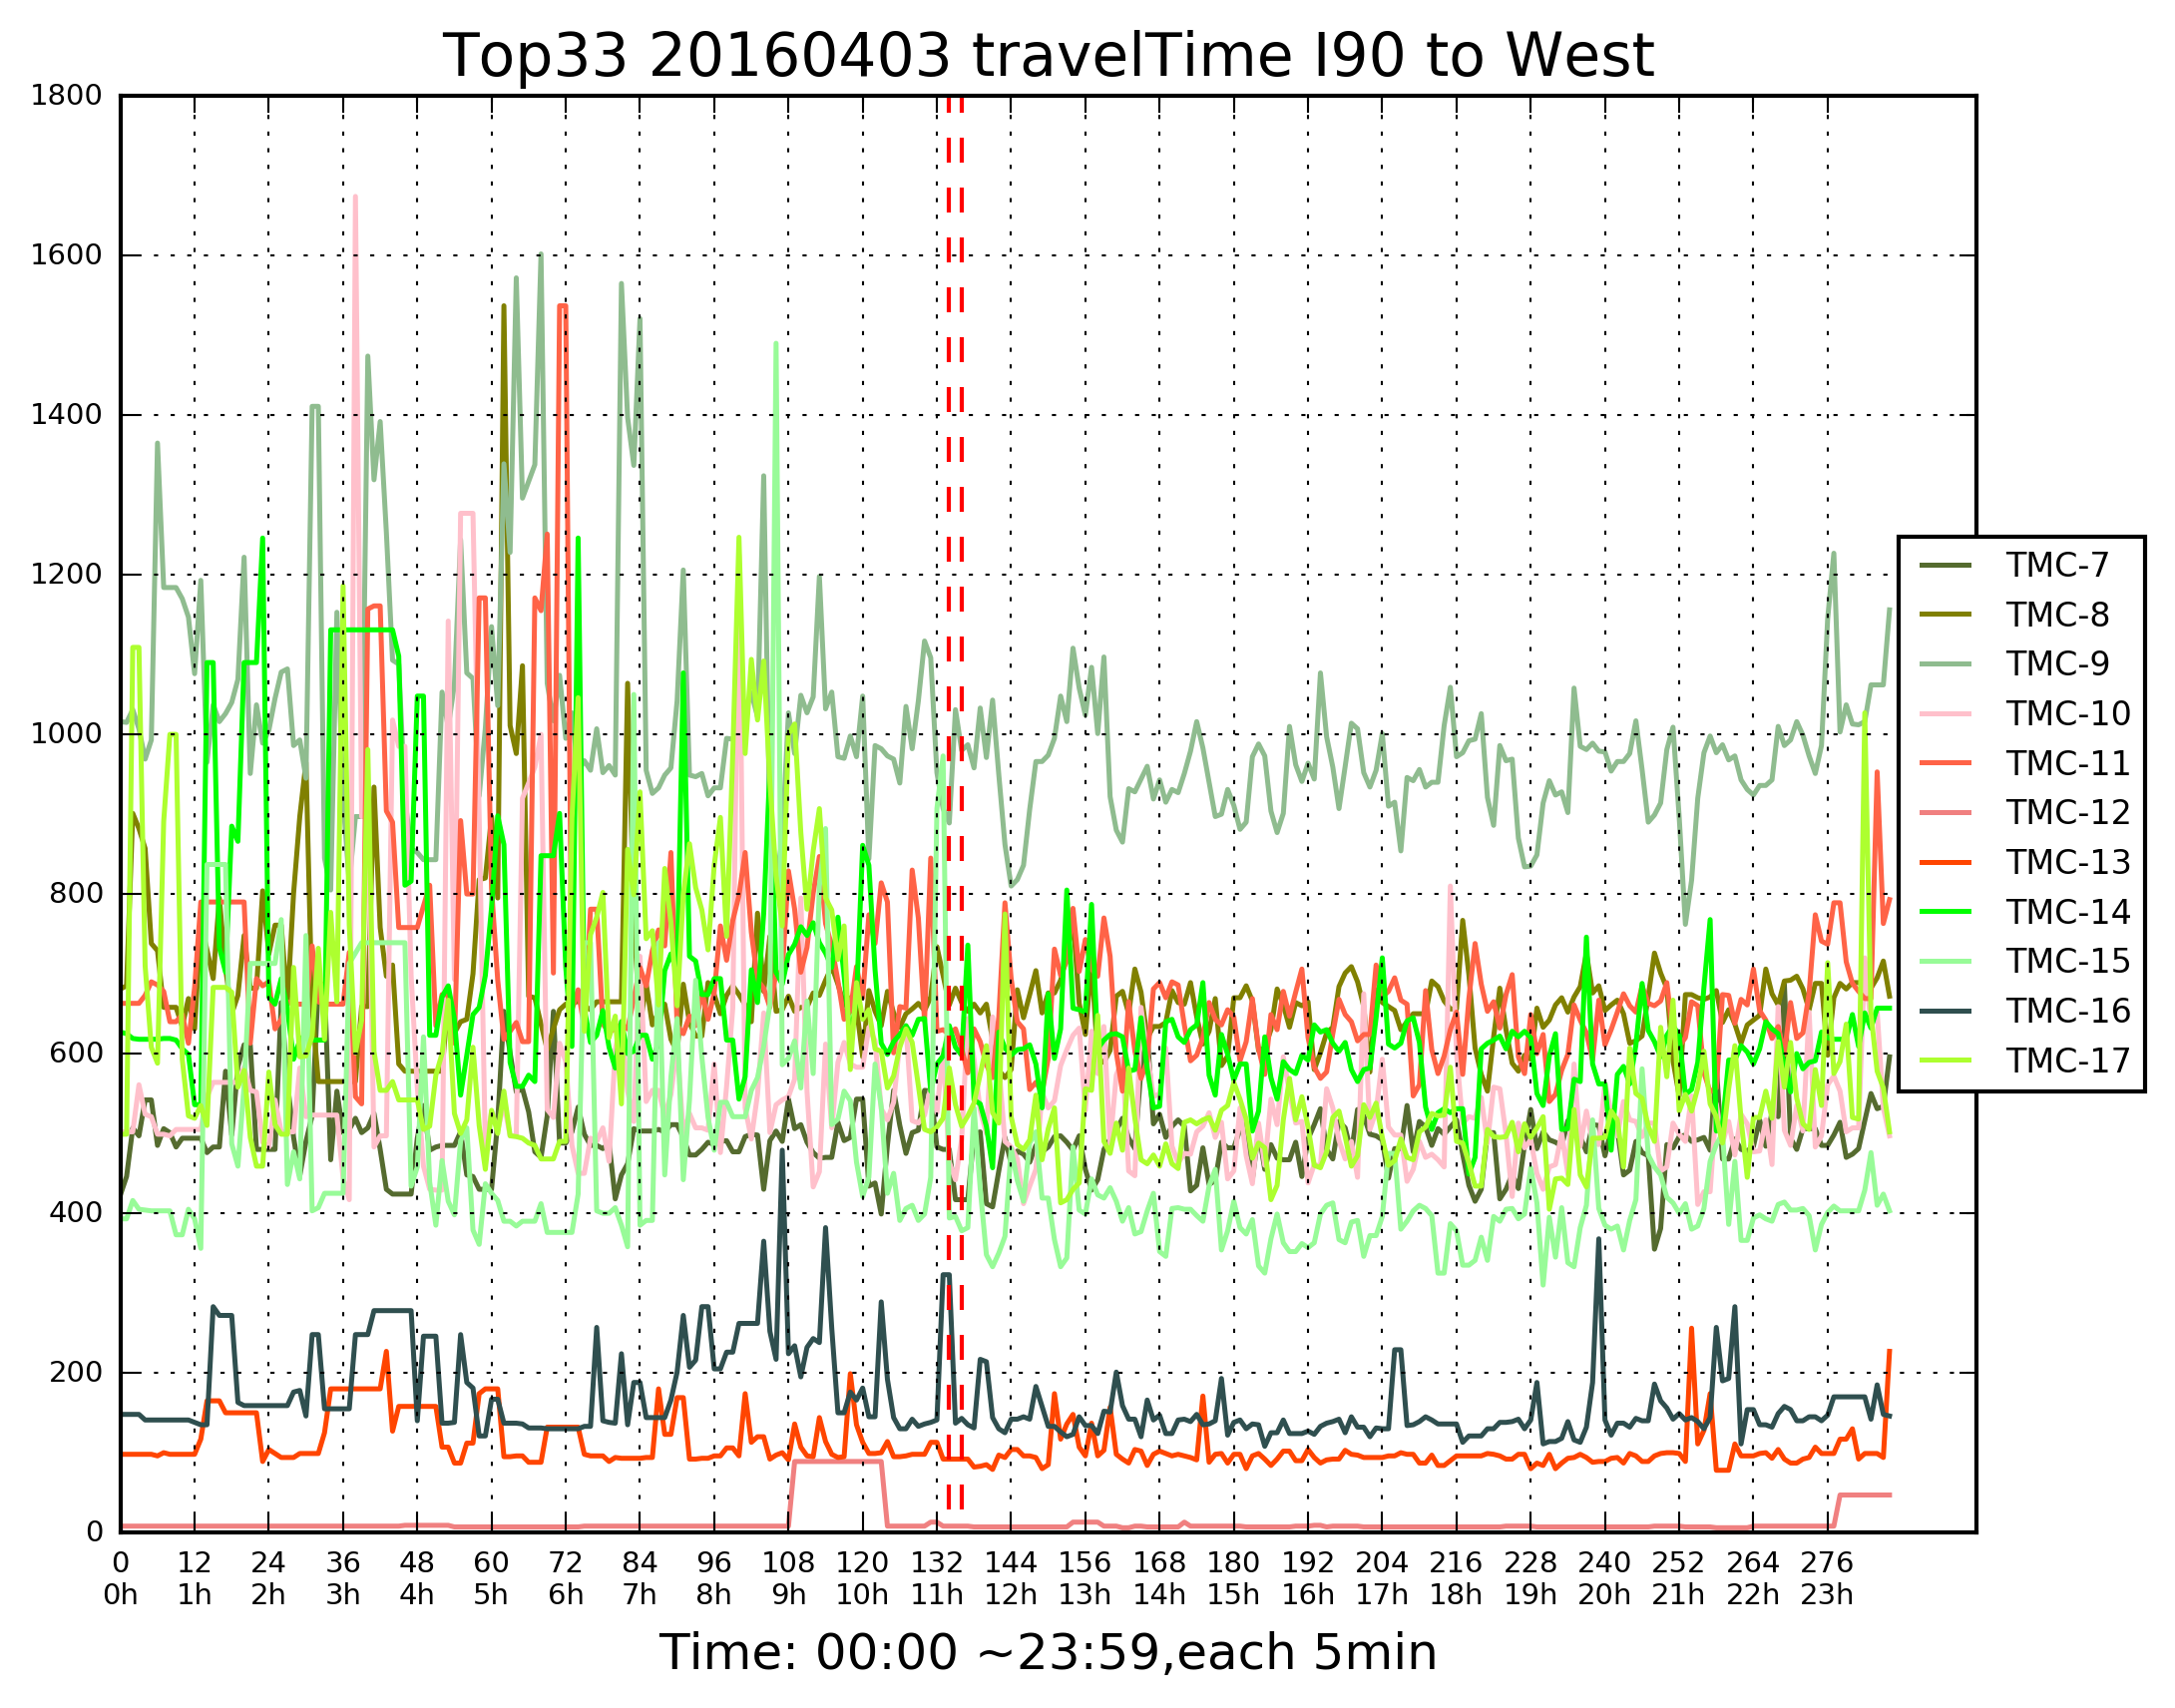 Top33 20160403 travelTime I90 to West
1800
1600
1400
1200
1000
800
600
400
200
0
0 12 24 36 48 60 72 84 96 108 120 132 144 156 168 180 192 204 216 228 240 252 264 276
0h 1h 2h 3h 4h 5h 6h 7h 8h 9h 10h 11h 12h 13h 14h 15h 16h 17h 18h 19h 20h 21h 22h 23h
Time: 00:00 ~23:59,each 5min
TMC-7
TMC-8
TMC-9
TMC-10
TMC-11
TMC-12
TMC-13
TMC-14
TMC-15
TMC-16
TMC-17